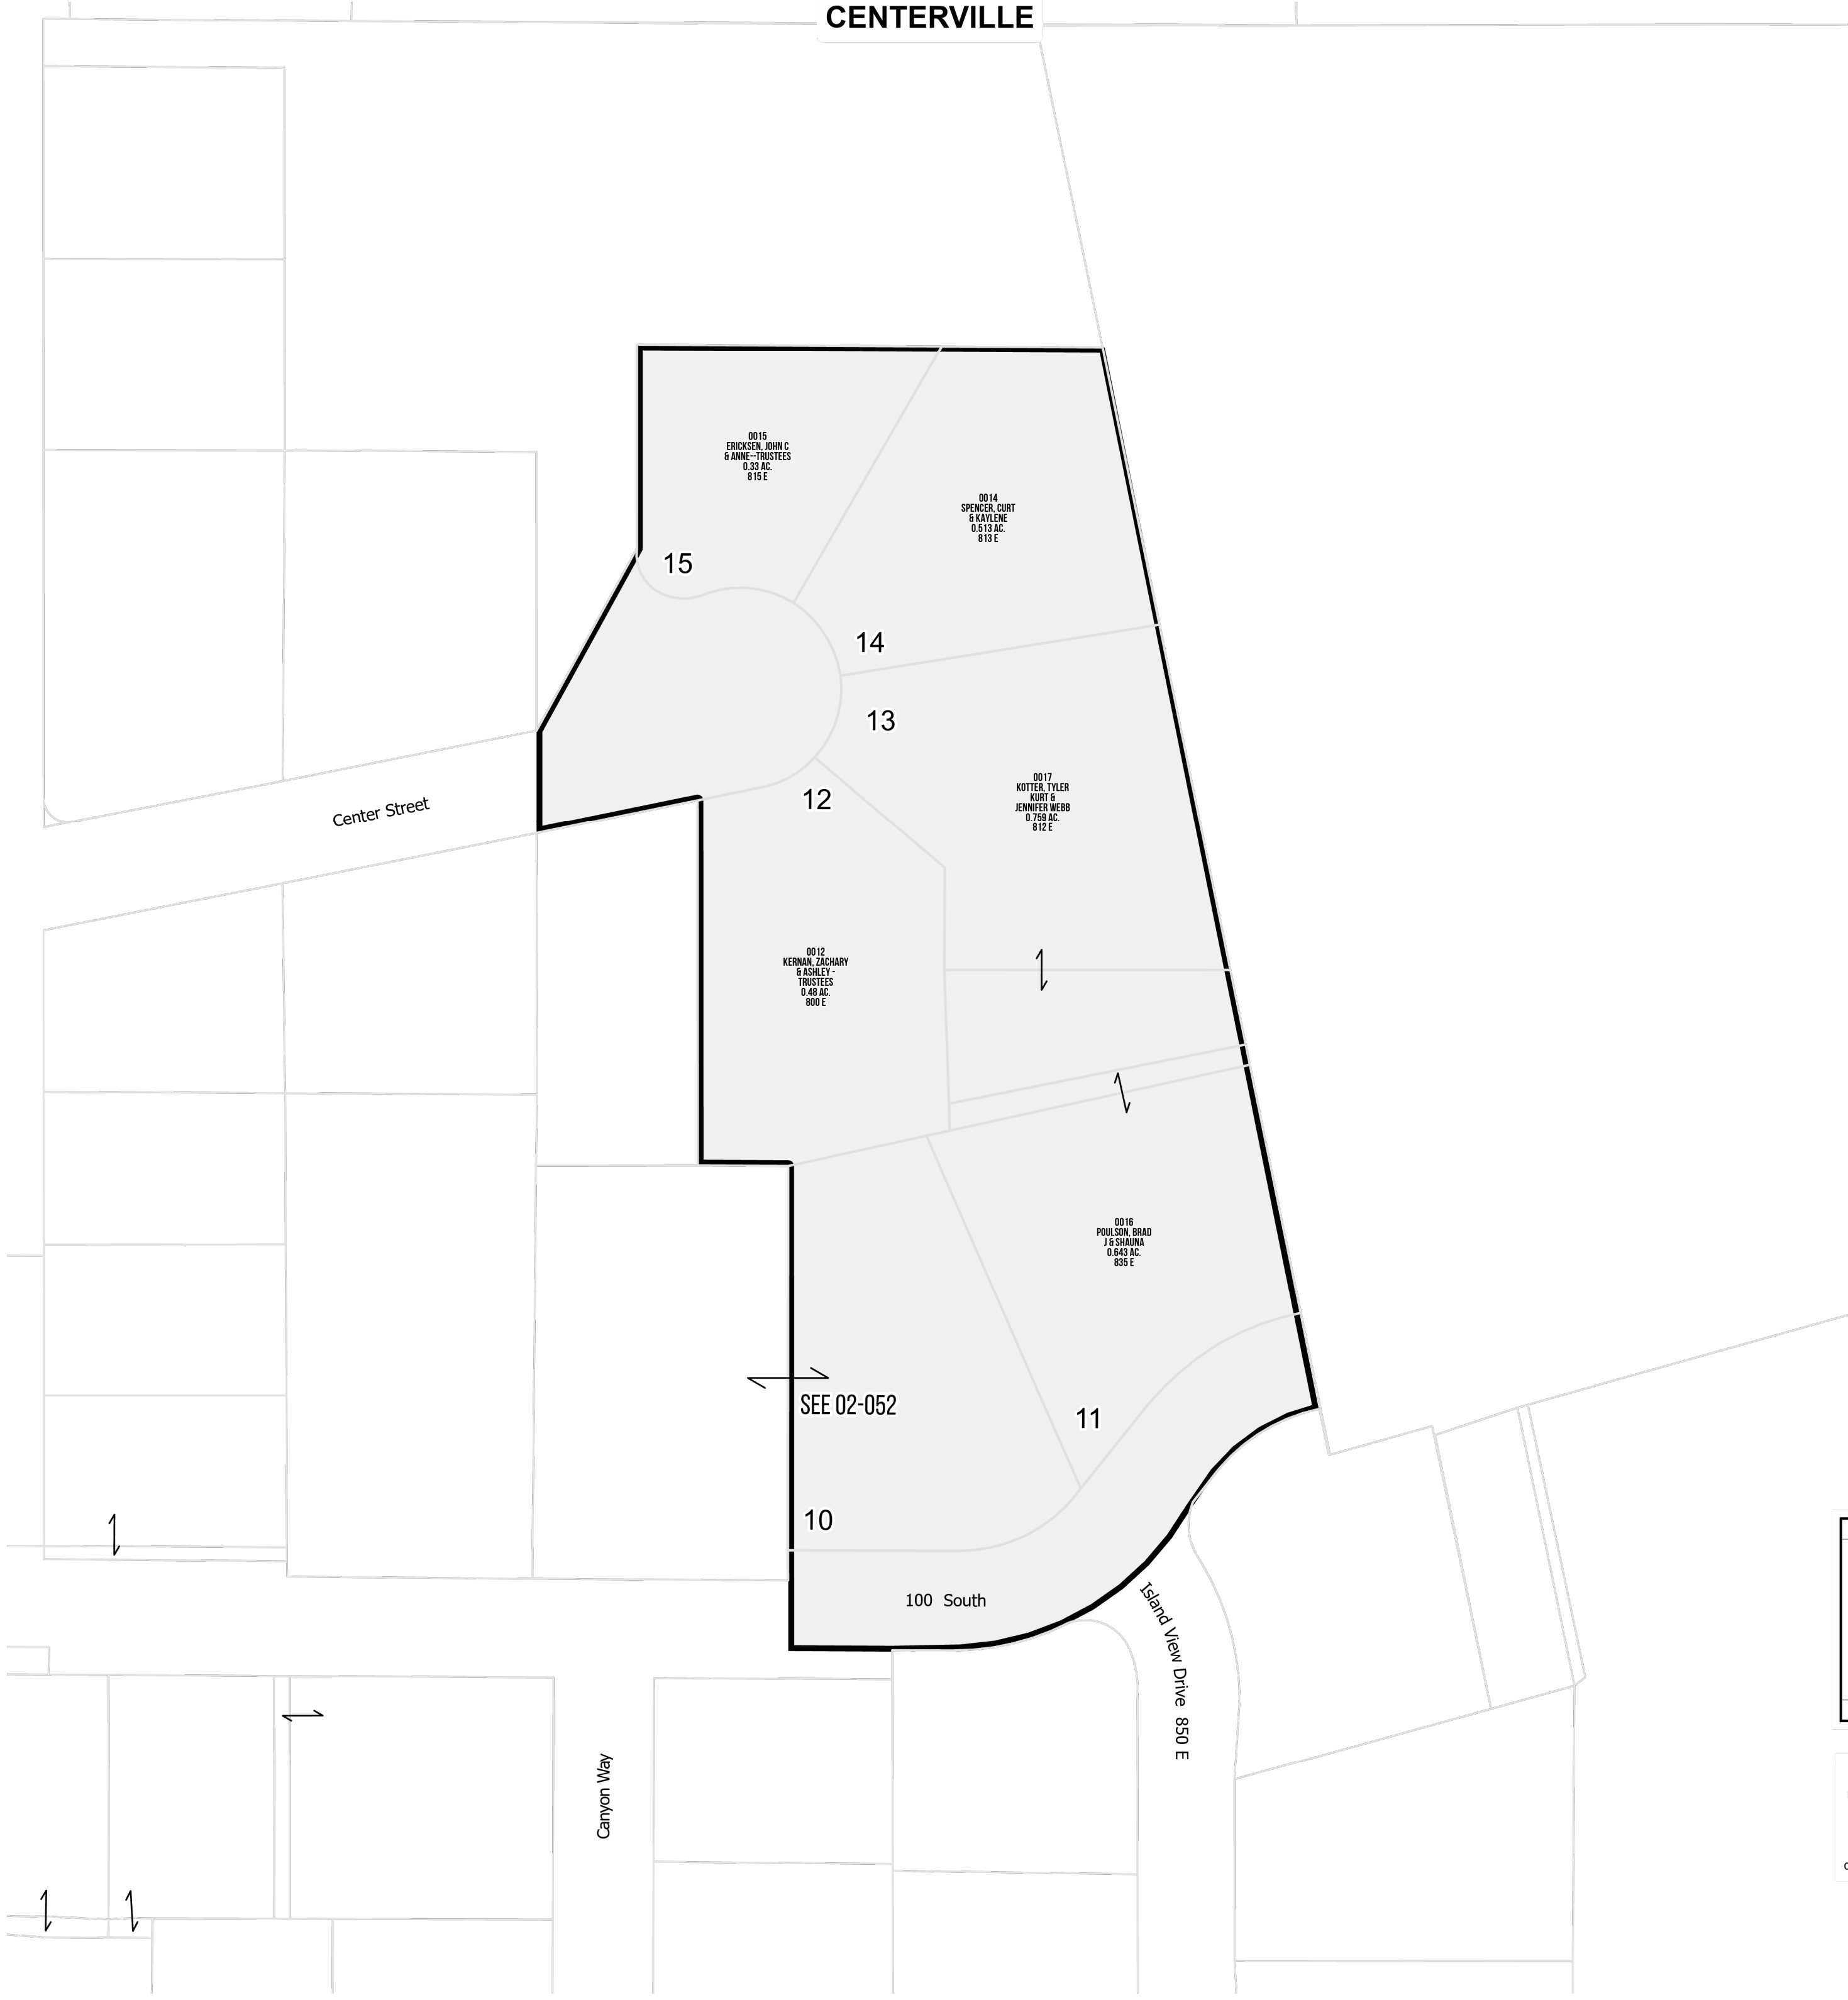 CENTERVILLE
0015
ERICKSEN, JOHN C
& ANNE--TRUSTEES
0.33 AC.
815 E
0014
SPENCER, CURT
& KAYLENE
0.513 AC.
813 E
15
14
13
0017
KOTTER, TYLER
KURT &
JENNIFER WEBB
0.759 AC.
812 E
12
Center Street
0012
KERNAN, ZACHARY
& ASHLEY -
TRUSTEES
0.48 AC.
800 E
0016
POULSON, BRAD
J & SHAUNA
0.643 AC.
835 E
SEE 02-052
11
10
100 South
Island View Drive 850 E
Canyon Way